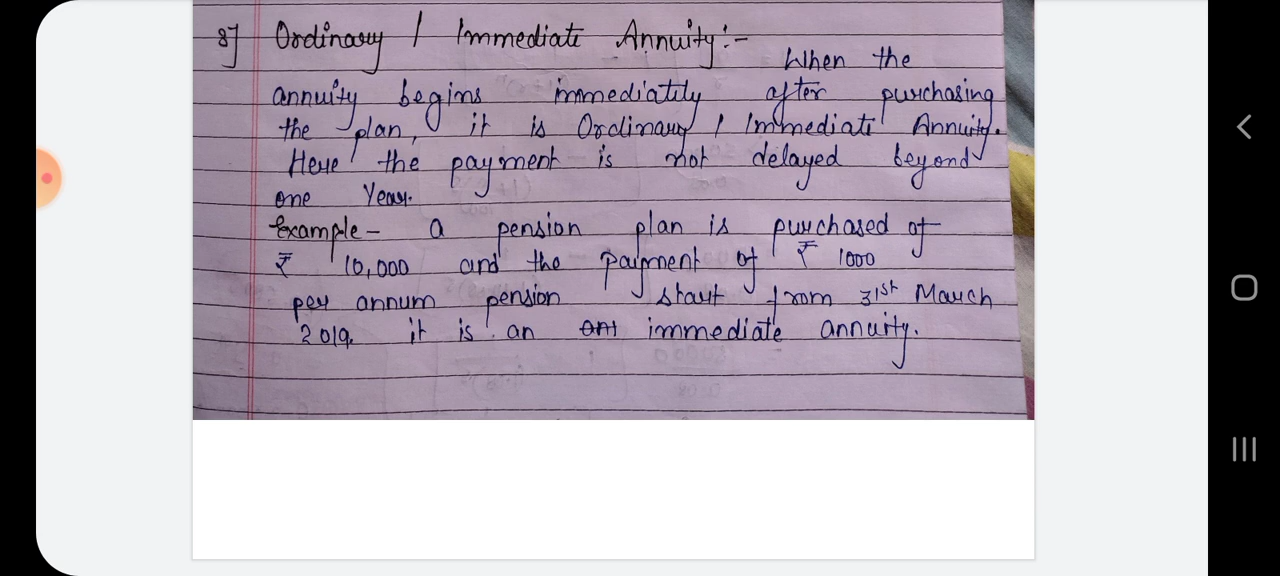 8] Ordinary / Immediate Annuity:-
When the
annuity begins immediately after purchasing
the plan, it is Ordinary / Immediate Annuity.
Here the payment is not delayed beyond
one Year.
Example - a pension plan is purchased of
₹ 10,000 and the payment of ₹ 1000
per annum pension start from 31st March
2019. it is an immediate annuity.